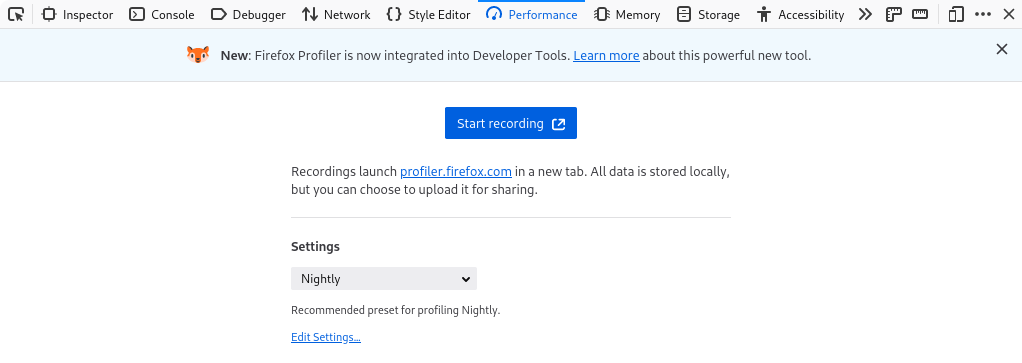 Inspector Console Debugger Network Style Editor Performance Memory Storage Accessibility
New: Firefox Profiler is now integrated into Developer Tools. Learn more about this powerful new tool.
Start recording
Recordings launch profiler.firefox.com in a new tab. All data is stored locally,
but you can choose to upload it for sharing.
Settings
Nightly
Recommended preset for profiling Nightly.
Edit Settings...